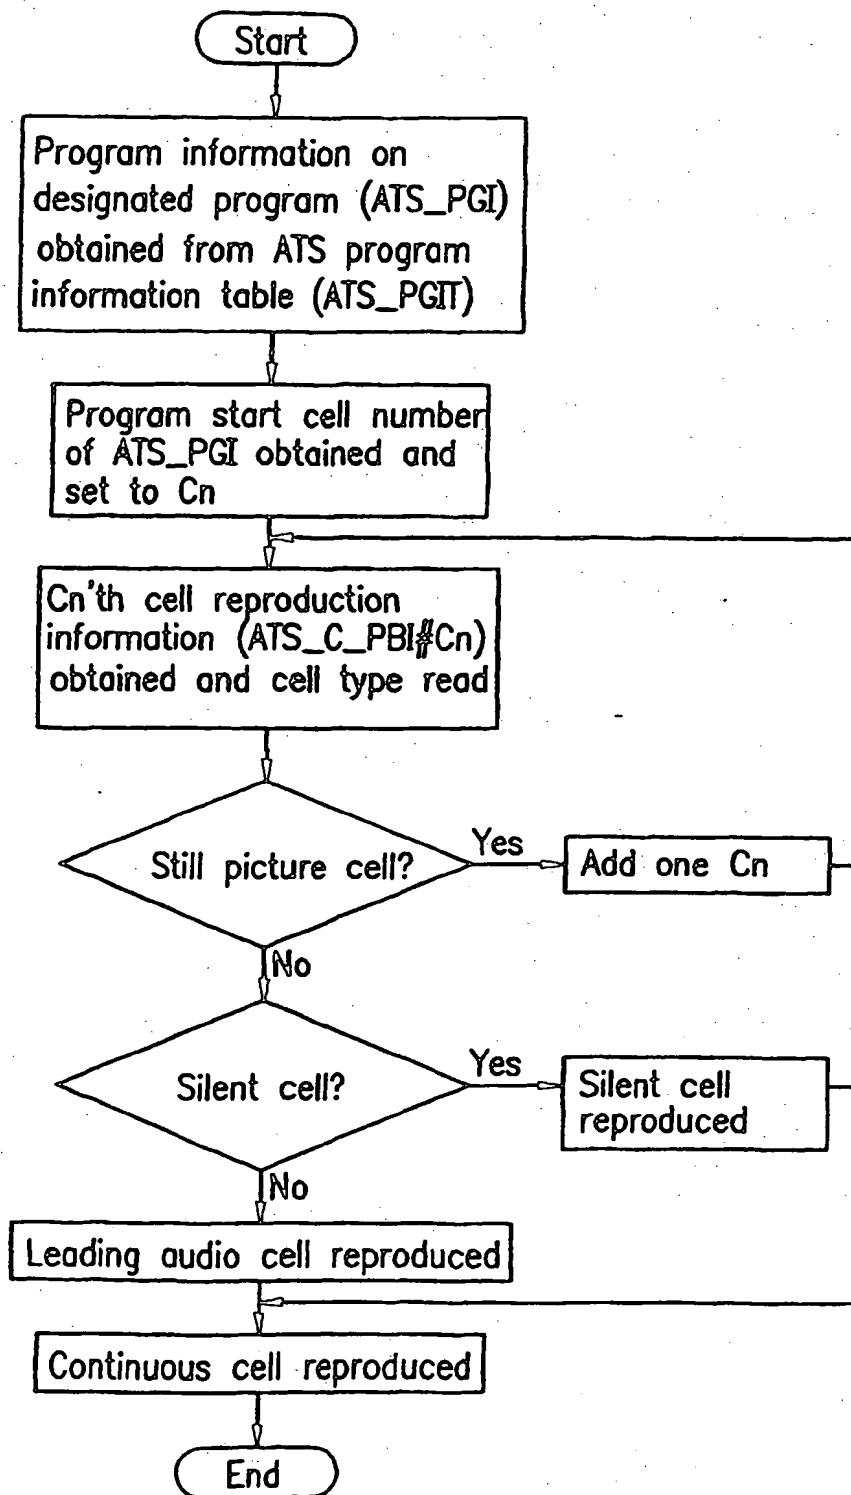 Start
Program information on
designated program (ATS_PGI)
obtained from ATS program
information table (ATS_PGIT)
Program start cell number
of ATS_PGI obtained and
set to Cn
Cn'th cell reproduction
information (ATS_C_PBI#Cn)
obtained and cell type read
Still picture cell?
Yes
Add one Cn
No
Silent cell?
Yes
Silent cell
reproduced
No
Leading audio cell reproduced
Continuous cell reproduced
End